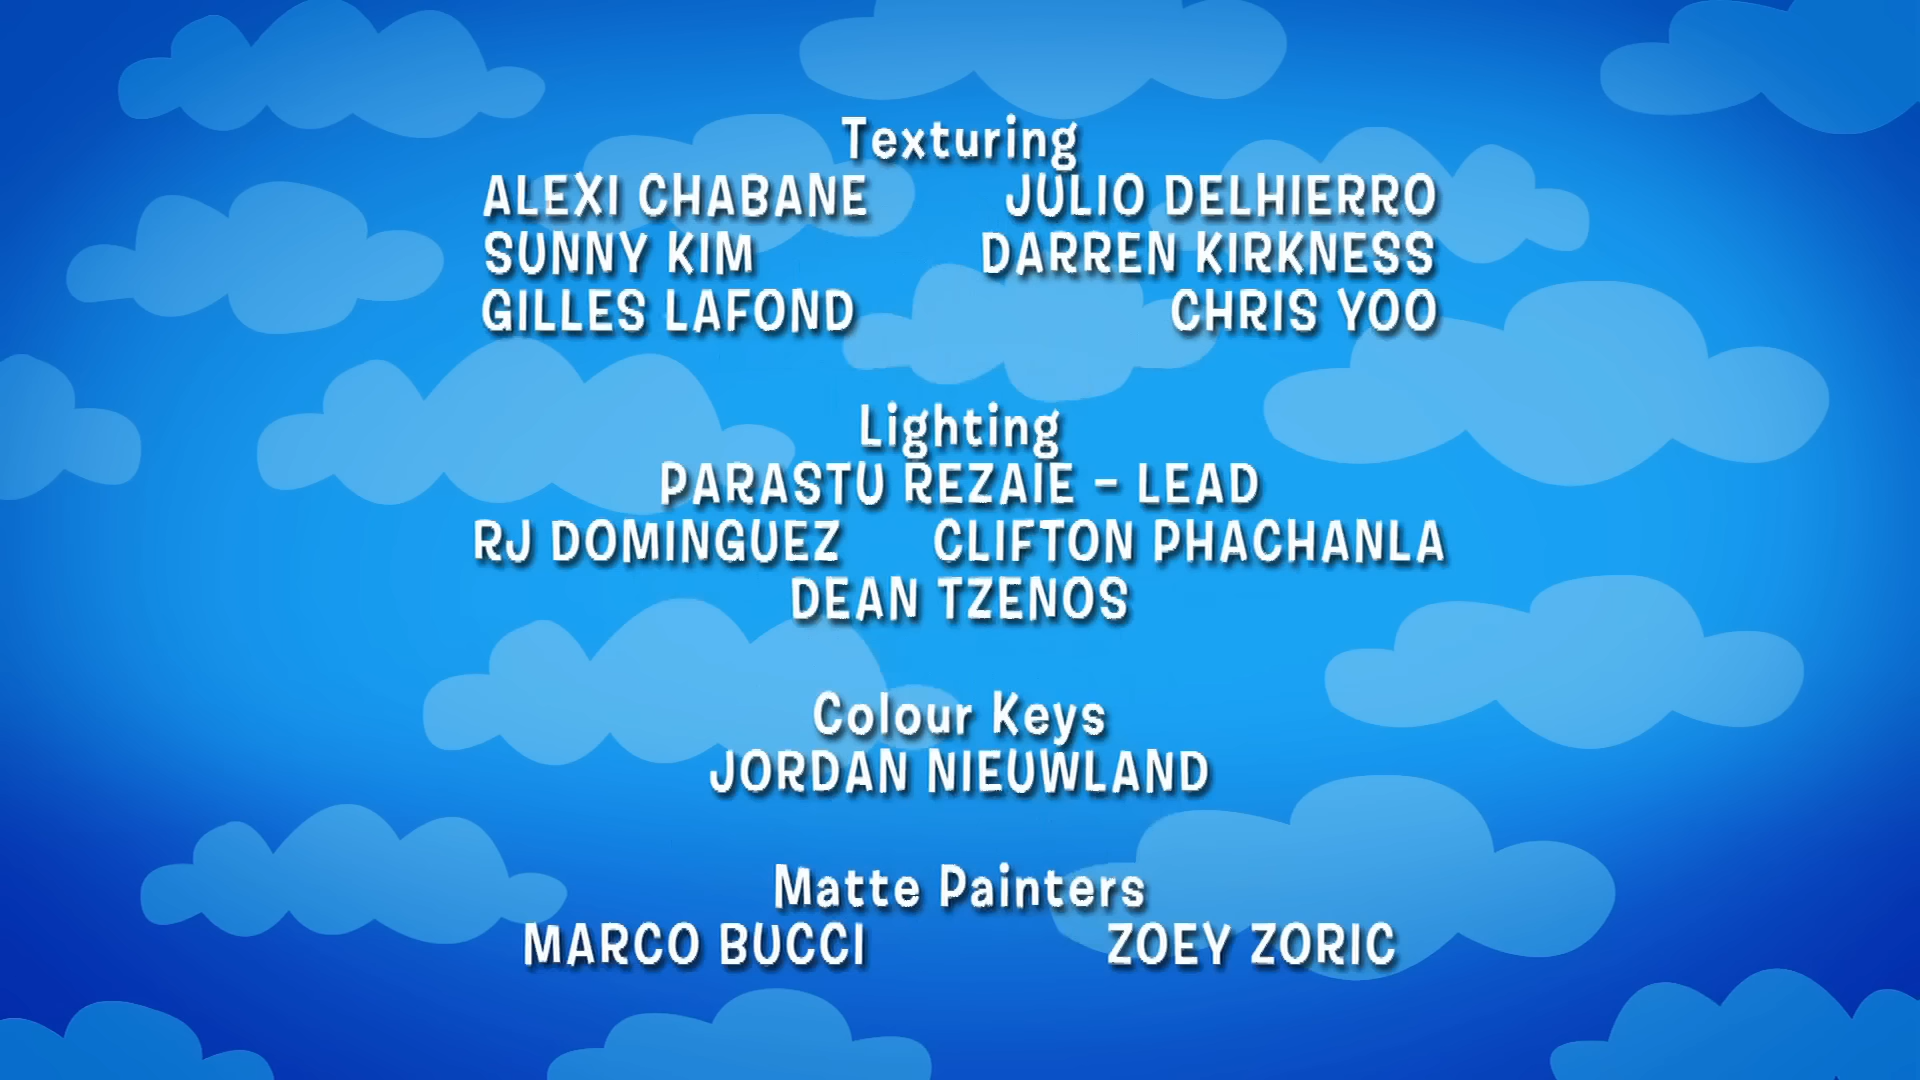 Texturing
ALEXI CHABANE JULIO DELHIERRO
SUNNY KIM DARREN KIRKNESS
GILLES LAFOND CHRIS YOO
Lighting
PARASTU REZAIE - LEAD
RJ DOMINGUEZ CLIFTON PHACHANLA
DEAN TZENOS
Colour Keys
JORDAN NIEUWLAND
Matte Painters
MARCO BUCCI ZOEY ZORIC